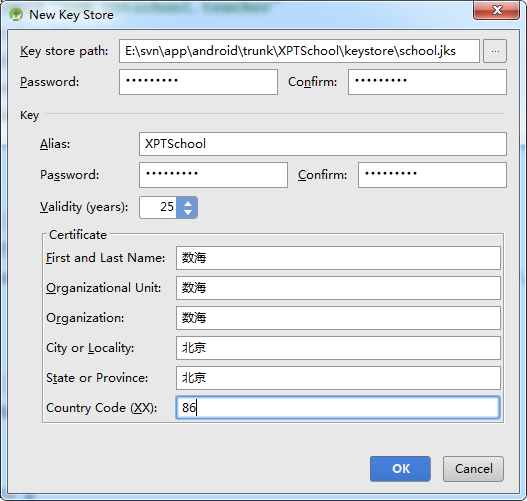 New Key Store
Key store path: E:\svn\app\android\trunk\XPTSchool\keystore\school.jks ...
Password: ••••••••• Confirm: •••••••••
Key
Alias: XPTSchool
Password: ••••••••• Confirm: •••••••••
Validity (years): 25
Certificate
First and Last Name: 数海
Organizational Unit: 数海
Organization: 数海
City or Locality: 北京
State or Province: 北京
Country Code (XX): 86
OK Cancel